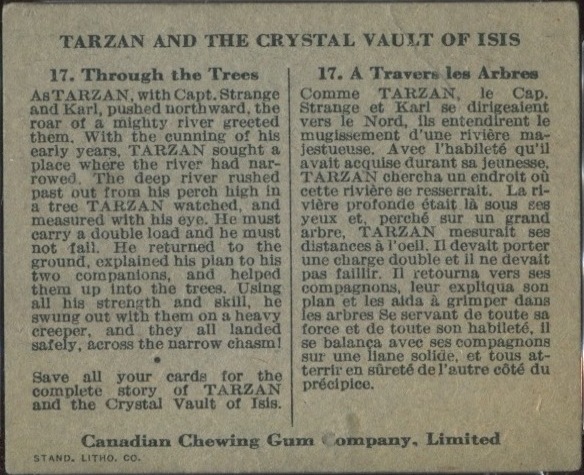 TARZAN AND THE CRYSTAL VAULT OF ISIS
17. Through the Trees
As TARZAN, with Capt. Strange
and Karl, pushed northward, the
roar of a mighty river greeted
them. With the cunning of his
early years, TARZAN sought a
place where the river had nar-
rowed. The deep river rushed
past out from his perch high in
a tree TARZAN watched, and
measured with his eye. He must
carry a double load and he must
not fail. He returned to the
ground, explained his plan to his
two companions, and helped
them up into the trees. Using
all his strength and skill, he
swung out with them on a heavy
creeper, and they all landed
safely, across the narrow chasm!
Save all your cards for the
complete story of TARZAN
and the Crystal Vault of Isis.
17. A Travers les Arbres
Comme TARZAN, le Cap.
Strange et Karl se dirigeaient
vers le Nord, ils entendirent le
mugissement d'une rivière ma-
jestueuse. Avec l'habileté qu'il
avait acquise durant sa jeunesse,
TARZAN chercha un endroit où
cette rivière se resserrait. La ri-
vière profonde était là sous ses
yeux et, perché sur un grand
arbre, TARZAN mesurait ses
distances à l'oeil. Il devait porter
une charge double et il ne devait
pas faillir. Il retourna vers ses
compagnons, leur expliqua son
plan et les aida à grimper dans
les arbres Se servant de toute sa
force et de toute son habileté, il
se balança avec ses compagnons
sur une liane solide, et tous at-
terrir en sûreté de l'autre côté du
précipice.
Canadian Chewing Gum Company, Limited
STAND. LITHO. CO.